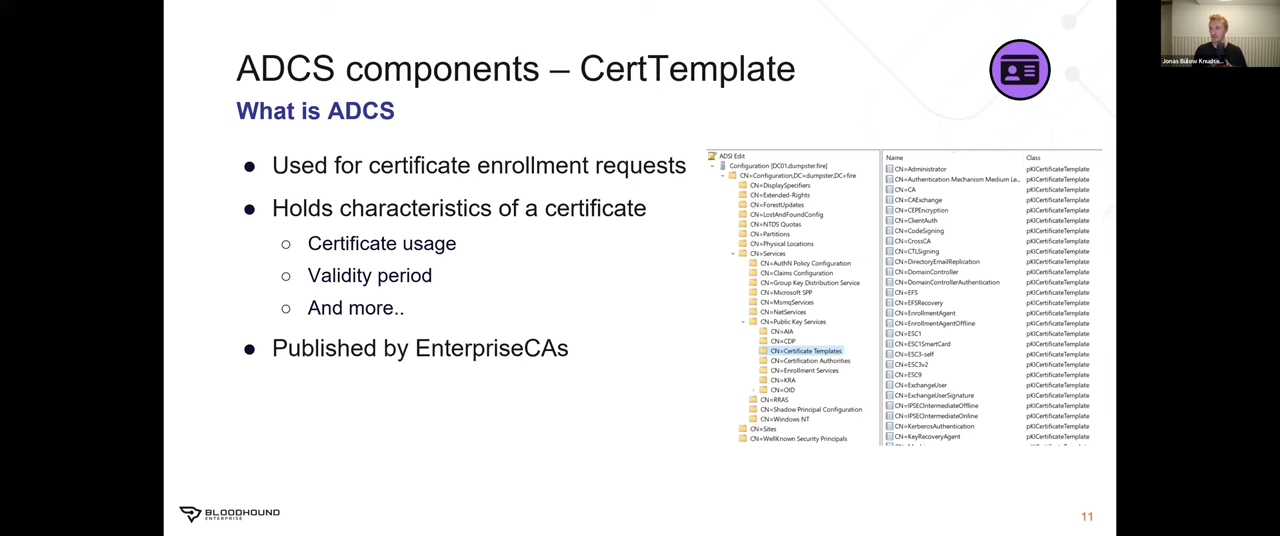 ADCS components – CertTemplate
What is ADCS
● Used for certificate enrollment requests
● Holds characteristics of a certificate
○ Certificate usage
○ Validity period
○ And more..
● Published by EnterpriseCAs
ADSI Edit
Configuration [DC01.dumpster.fire]
CN=Configuration,DC=dumpster,DC=fire
CN=DisplaySpecifiers
CN=Extended-Rights
CN=ForestUpdates
CN=LostAndFoundConfig
CN=NTDS Quotas
CN=Partitions
CN=Physical Locations
CN=Services
CN=AuthN Policy Configuration
CN=Claims Configuration
CN=Group Key Distribution Service
CN=Microsoft SPP
CN=MsmqServices
CN=NetServices
CN=Public Key Services
CN=AIA
CN=CDP
CN=Certificate Templates
CN=Certification Authorities
CN=Enrollment Services
CN=KRA
CN=OID
CN=RRAS
CN=Shadow Principal Configuration
CN=Windows NT
CN=Sites
CN=WellKnown Security Principals
Name Class
CN=Administrator pKICertificateTemplate
CN=Authentication Mechanism Medium Le... pKICertificateTemplate
CN=CA pKICertificateTemplate
CN=CAExchange pKICertificateTemplate
CN=CEPEncryption pKICertificateTemplate
CN=ClientAuth pKICertificateTemplate
CN=CodeSigning pKICertificateTemplate
CN=CrossCA pKICertificateTemplate
CN=CTLSigning pKICertificateTemplate
CN=DirectoryEmailReplication pKICertificateTemplate
CN=DomainController pKICertificateTemplate
CN=DomainControllerAuthentication pKICertificateTemplate
CN=EFS pKICertificateTemplate
CN=EFSRecovery pKICertificateTemplate
CN=EnrollmentAgent pKICertificateTemplate
CN=EnrollmentAgentOffline pKICertificateTemplate
CN=ESC1 pKICertificateTemplate
CN=ESC1SmartCard pKICertificateTemplate
CN=ESC3-self pKICertificateTemplate
CN=ESC3v2 pKICertificateTemplate
CN=ESC9 pKICertificateTemplate
CN=ExchangeUser pKICertificateTemplate
CN=ExchangeUserSignature pKICertificateTemplate
CN=IPSECIntermediateOffline pKICertificateTemplate
CN=IPSECIntermediateOnline pKICertificateTemplate
CN=KerberosAuthentication pKICertificateTemplate
CN=KeyRecoveryAgent pKICertificateTemplate
BLOODHOUND
ENTERPRISE
11
Jonas Bülow Knudse...